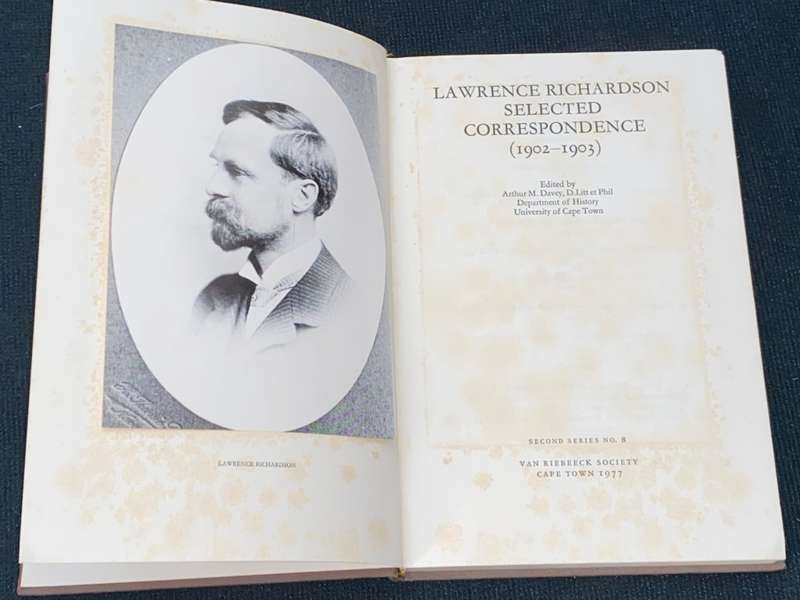 LAWRENCE RICHARDSON
LAWRENCE RICHARDSON
SELECTED
CORRESPONDENCE
(1902–1903)
Edited by
Arthur M. Davey, D.Litt et Phil
Department of History
University of Cape Town
SECOND SERIES NO. 8
VAN RIEBEECK SOCIETY
CAPE TOWN 1977